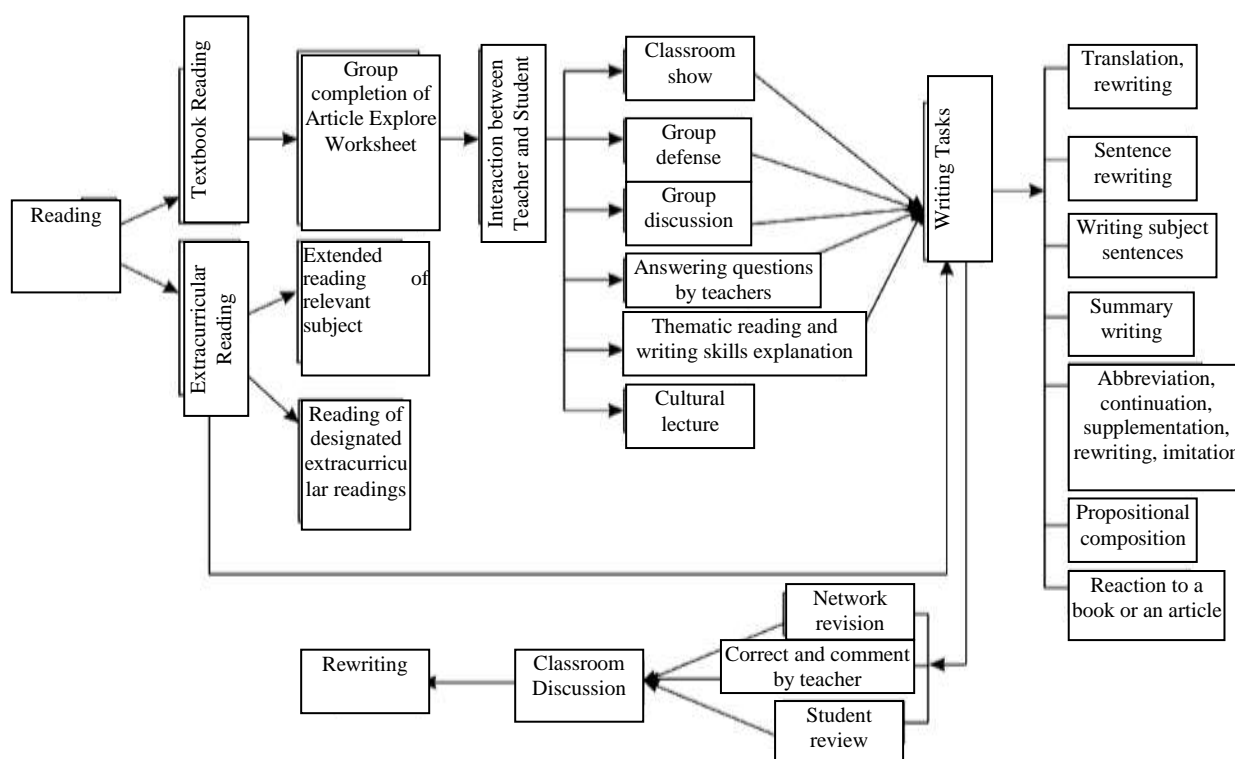 Reading
Textbook Reading
Extracurricular
Reading
Group
completion of
Article Explore
Worksheet
Extended
reading of
relevant
subject
Reading of
designated
extracurricu
lar readings
Interaction between
Teacher and Student
Classroom
show
Group
defense
Group
discussion
Answering questions
by teachers
Thematic reading and
writing skills explanation
Cultural
lecture
Writing Tasks
Translation,
rewriting
Sentence
rewriting
Writing subject
sentences
Summary
writing
Abbreviation,
continuation,
supplementation,
rewriting, imitation
Propositional
composition
Reaction to a
book or an article
Network
revision
Correct and comment
by teacher
Student
review
Classroom
Discussion
Rewriting